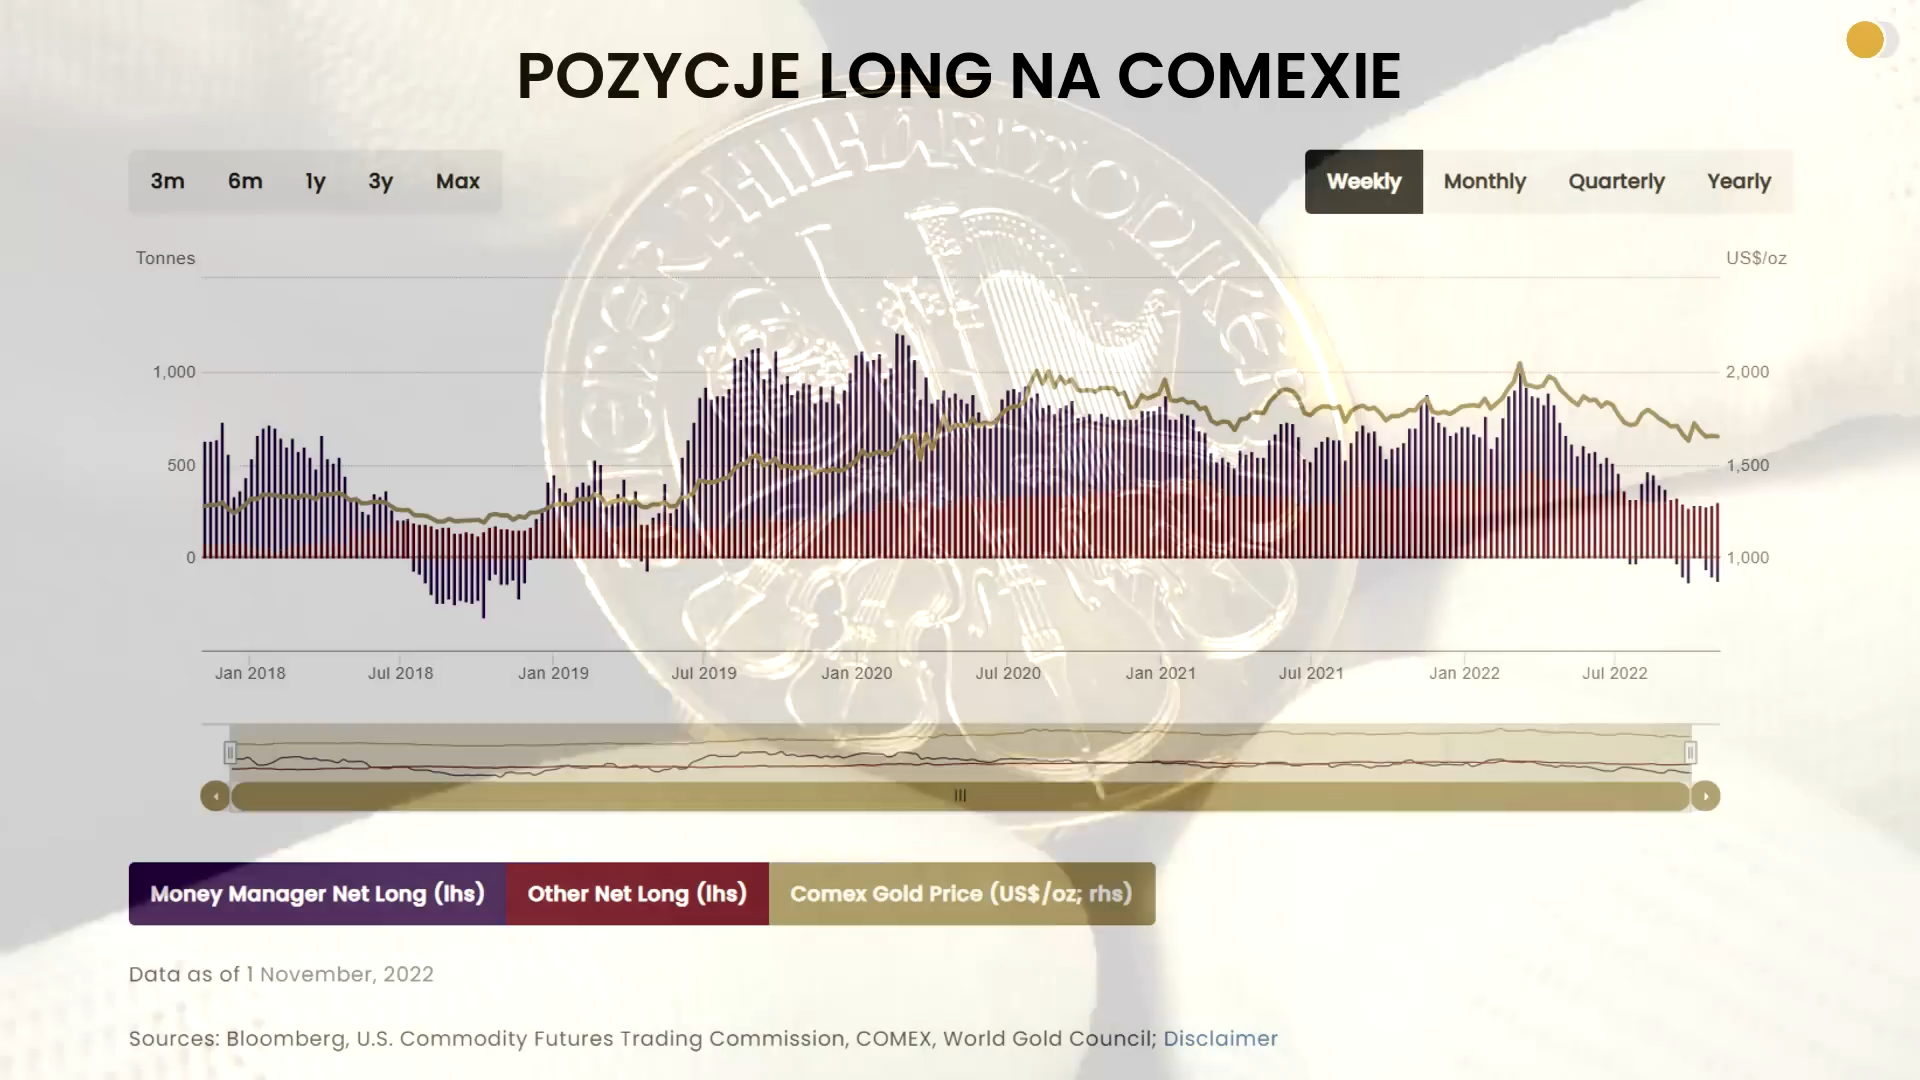 POZYCJE LONG NA COMEXIE
3m 6m 1y 3y Max
Weekly Monthly Quarterly Yearly
Tonnes US$/oz
1,000 2,000
500 1,500
0 1,000
Jan 2018 Jul 2018 Jan 2019 Jul 2019 Jan 2020 Jul 2020 Jan 2021 Jul 2021 Jan 2022 Jul 2022
Money Manager Net Long (lhs) Other Net Long (lhs) Comex Gold Price (US$/oz; rhs)
Data as of 1 November, 2022
Sources: Bloomberg, U.S. Commodity Futures Trading Commission, COMEX, World Gold Council; Disclaimer
WIENER PHILHARMONIKER